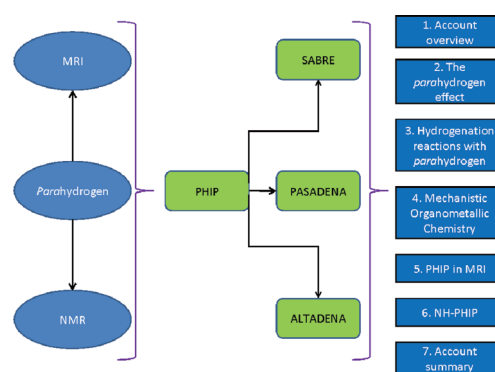 MRI
Parahydrogen
NMR
PHIP
SABRE
PASADENA
ALTADENA
1. Account
overview
2. The
parahydrogen
effect
3. Hydrogenation
reactions with
parahydrogen
4. Mechanistic
Organometallic
Chemistry
5. PHIP in MRI
6. NH-PHIP
7. Account
summary